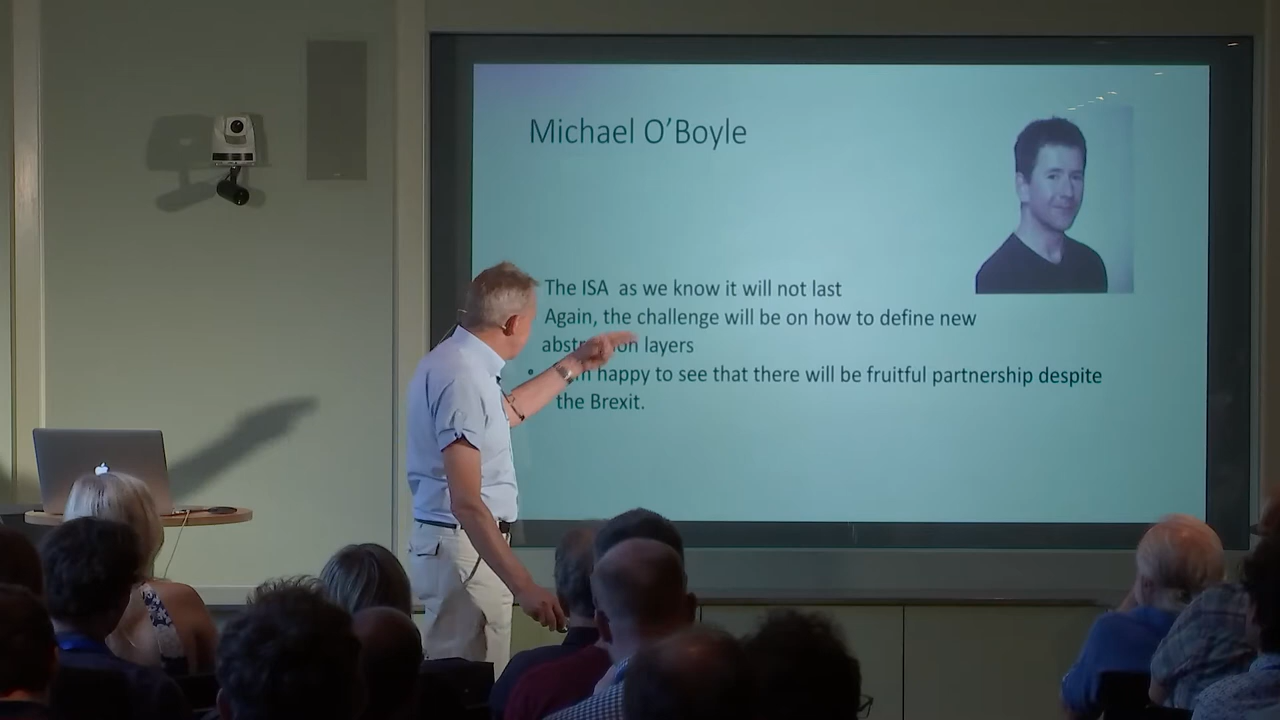 Michael O'Boyle
The ISA as we know it will not last
Again, the challenge will be on how to define new
layers
• happy to see that there will be fruitful partnership despite
the Brexit.